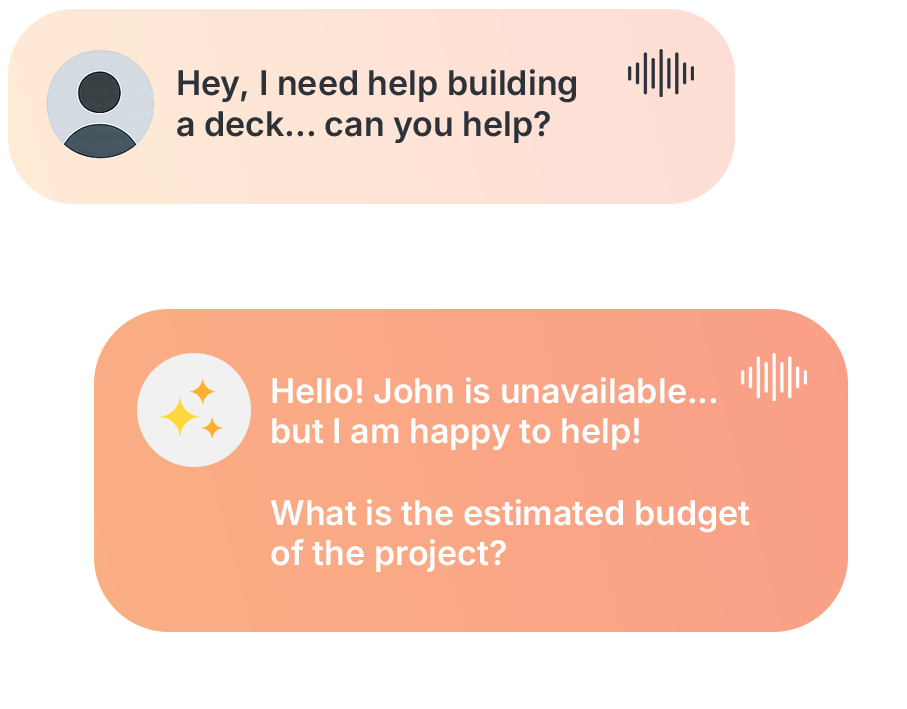 Hey, I need help building
a deck... can you help?
Hello! John is unavailable...
but I am happy to help!
What is the estimated budget
of the project?